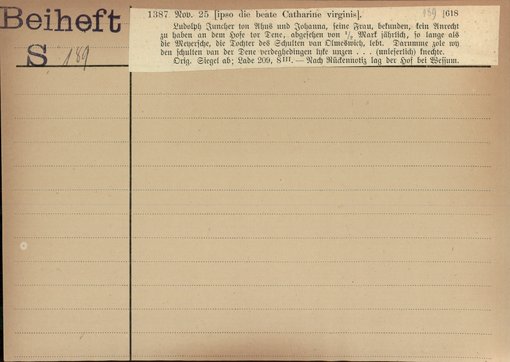 Beiheft
S 189
1387. Nov. 25 [ipso die beate Catharine virginis]. 189 [618
Ludolph Juncher ton Ahus und Johanna, seine Frau, bekunden, kein Anrecht
zu haben an dem Hofe tor Dene, abgesehen von 1/2 Mark jährlich, so lange als
die Meyersche, die Tochter des Schulten van Olmeswich, lebt. Darumme zole wy
den schulten van der Dene verdeghedingen lyke unzen . . . (unleserlich) knechte.
Orig. Siegel ab; Lade 209, 8 III. — Nach Rückennotiz lag der Hof bei Wessum.